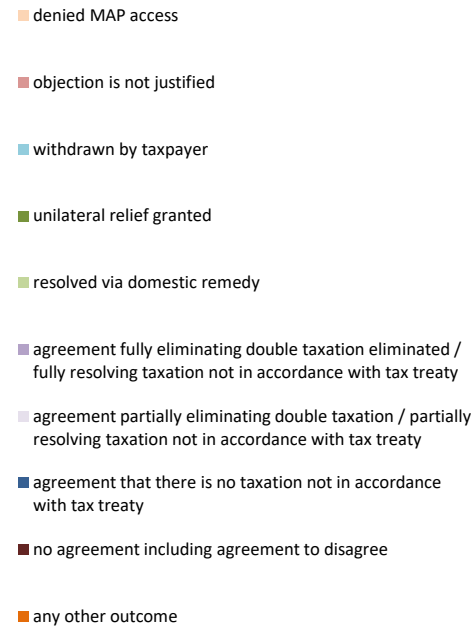 denied MAP access
objection is not justified
withdrawn by taxpayer
unilateral relief granted
resolved via domestic remedy
agreement fully eliminating double taxation eliminated /
fully resolving taxation not in accordance with tax treaty
agreement partially eliminating double taxation / partially
resolving taxation not in accordance with tax treaty
agreement that there is no taxation not in accordance
with tax treaty
no agreement including agreement to disagree
any other outcome